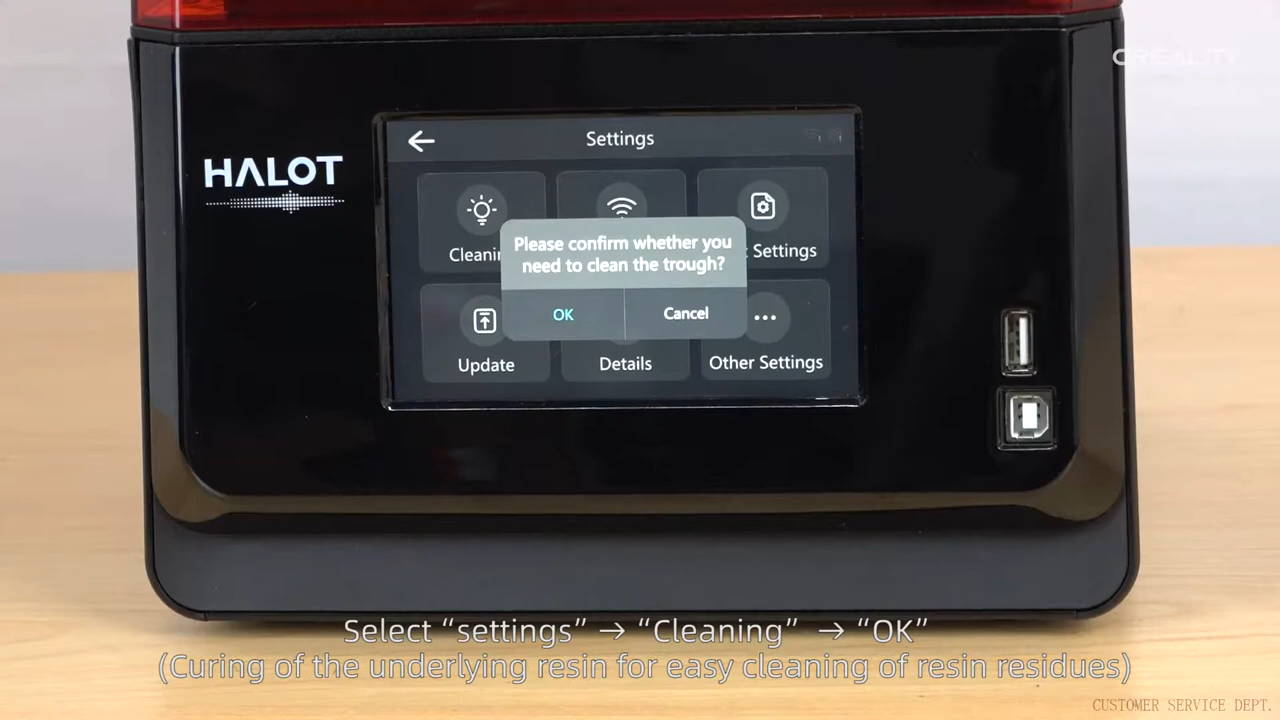 CREALITY
HALOT
Settings
Please confirm whether you
need to clean the trough?
OK Cancel
Settings
Update Details Other Settings
Select “settings” → “Cleaning” → “OK”
(Curing of the underlying resin for easy cleaning of resin residues)
CUSTOMER SERVICE DEPT.